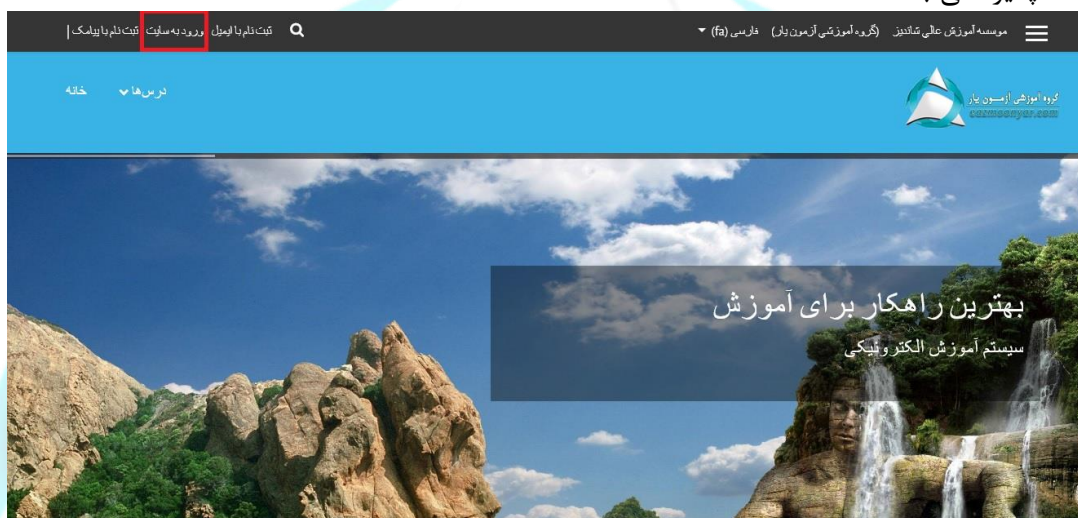 موسسه آموزش عالی شاندیز (گروه آموزشی آزمون یار) فارسی (fa)
ثبت نام با ایمیل ورود به سایت ثبت نام با پیامک |
گروه آموزشی آزمـون یار
azmoonyar.com
درس‌ها خانه
بهترین راهکار برای آموزش
سیستم آموزش الکترونیکی